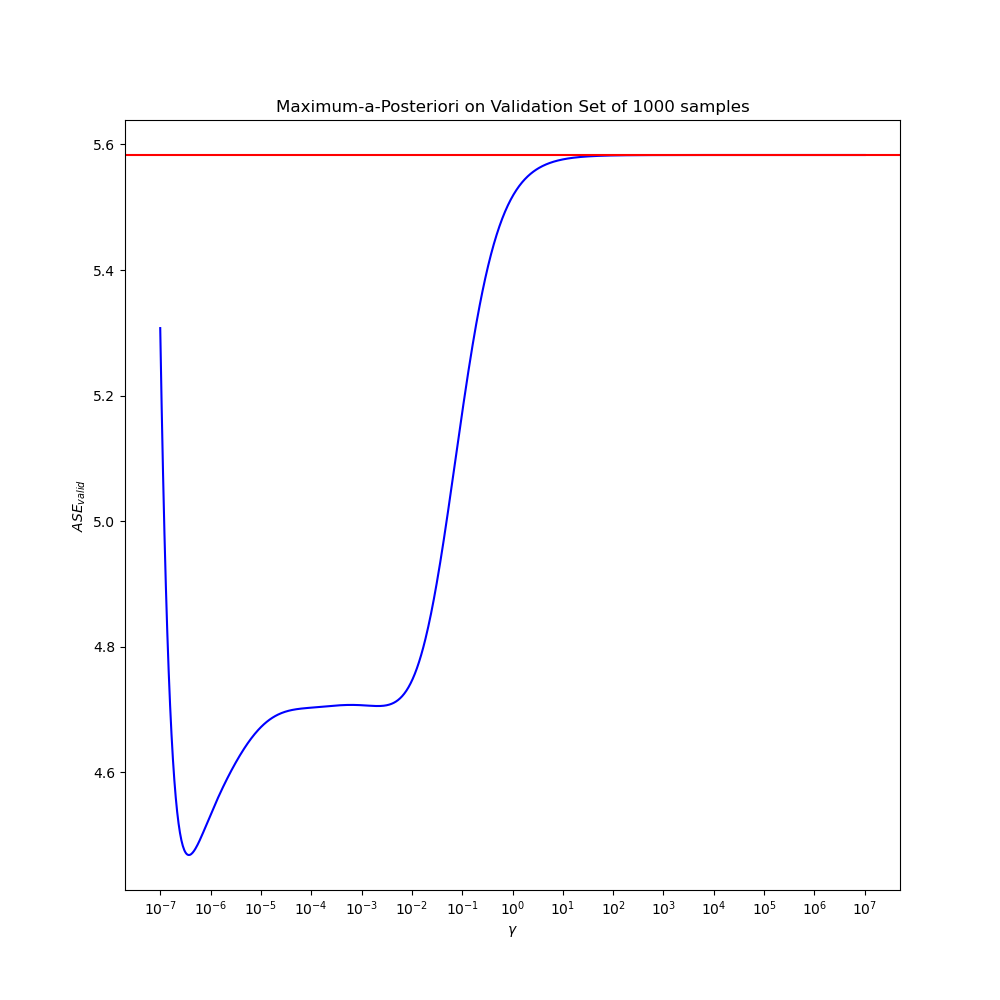 Maximum-a-Posteriori on Validation Set of 1000 samples
5.6
5.4
5.2
5.0
4.8
4.6
ASE_{valid}
10^{-7} 10^{-6} 10^{-5} 10^{-4} 10^{-3} 10^{-2} 10^{-1} 10^{0} 10^{1} 10^{2} 10^{3} 10^{4} 10^{5} 10^{6} 10^{7}
γ